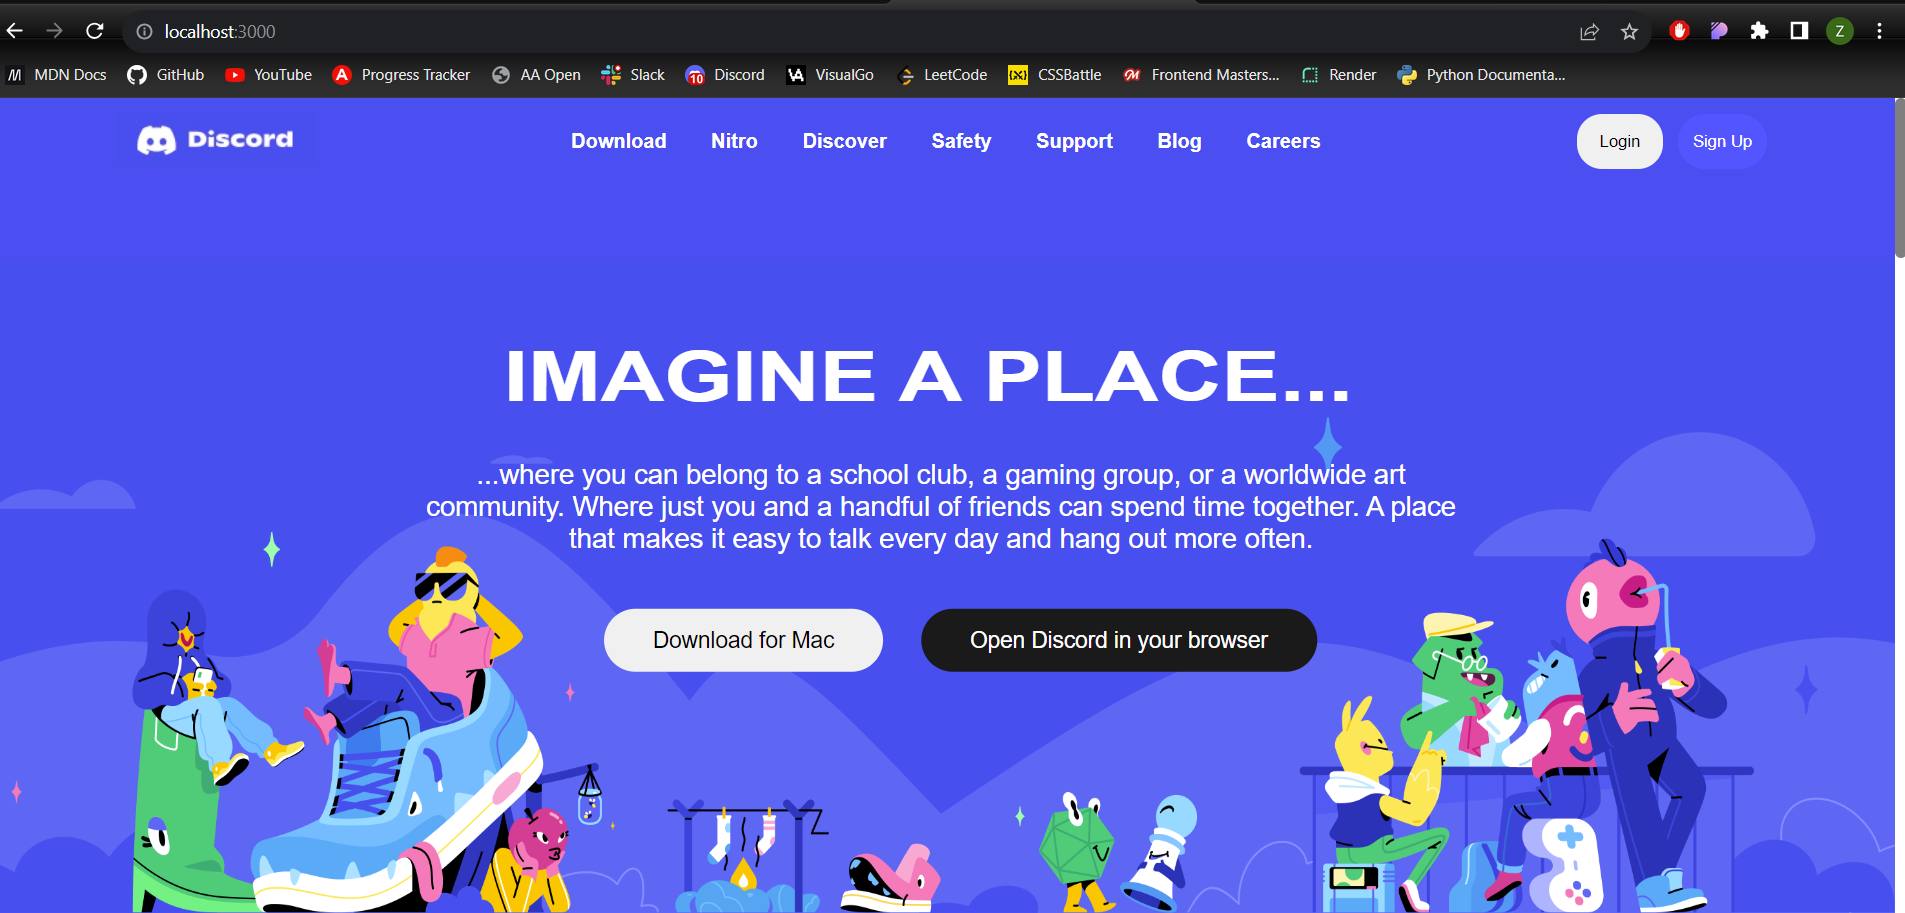 localhost:3000
Z
MDN Docs GitHub YouTube Progress Tracker AA Open Slack Discord VisualGo LeetCode CSSBattle Frontend Masters... Render Python Documenta...
Discord Download Nitro Discover Safety Support Blog Careers Login Sign Up
IMAGINE A PLACE...
...where you can belong to a school club, a gaming group, or a worldwide art
community. Where just you and a handful of friends can spend time together. A place
that makes it easy to talk every day and hang out more often.
Download for Mac Open Discord in your browser